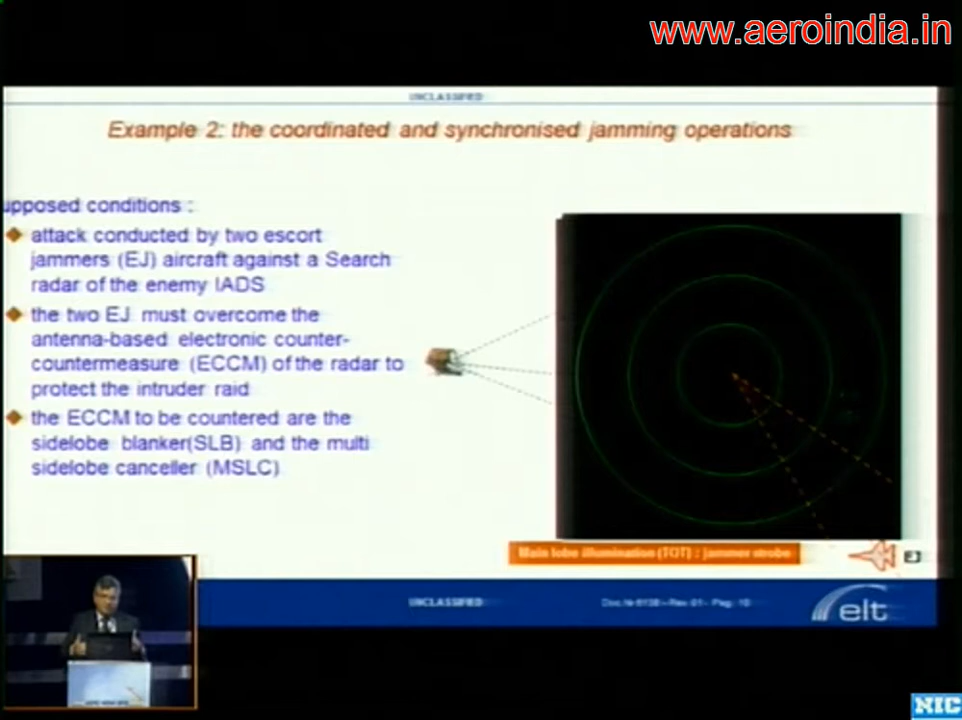 www.aeroindia.in
UNCLASSIFIED
Example 2: the coordinated and synchronised jamming operations
upposed conditions :
attack conducted by two escort
jammers (EJ) aircraft against a Search
radar of the enemy IADS
the two EJ must overcome the
antenna-based electronic counter-
countermeasure (ECCM) of the radar to
protect the intruder raid
the ECCM to be countered are the
sidelobe blanker(SLB) and the multi
sidelobe canceller (MSLC)
Main lobe illumination (TOT) : jammer strobe
EJ
UNCLASSIFIED
elt
NIC